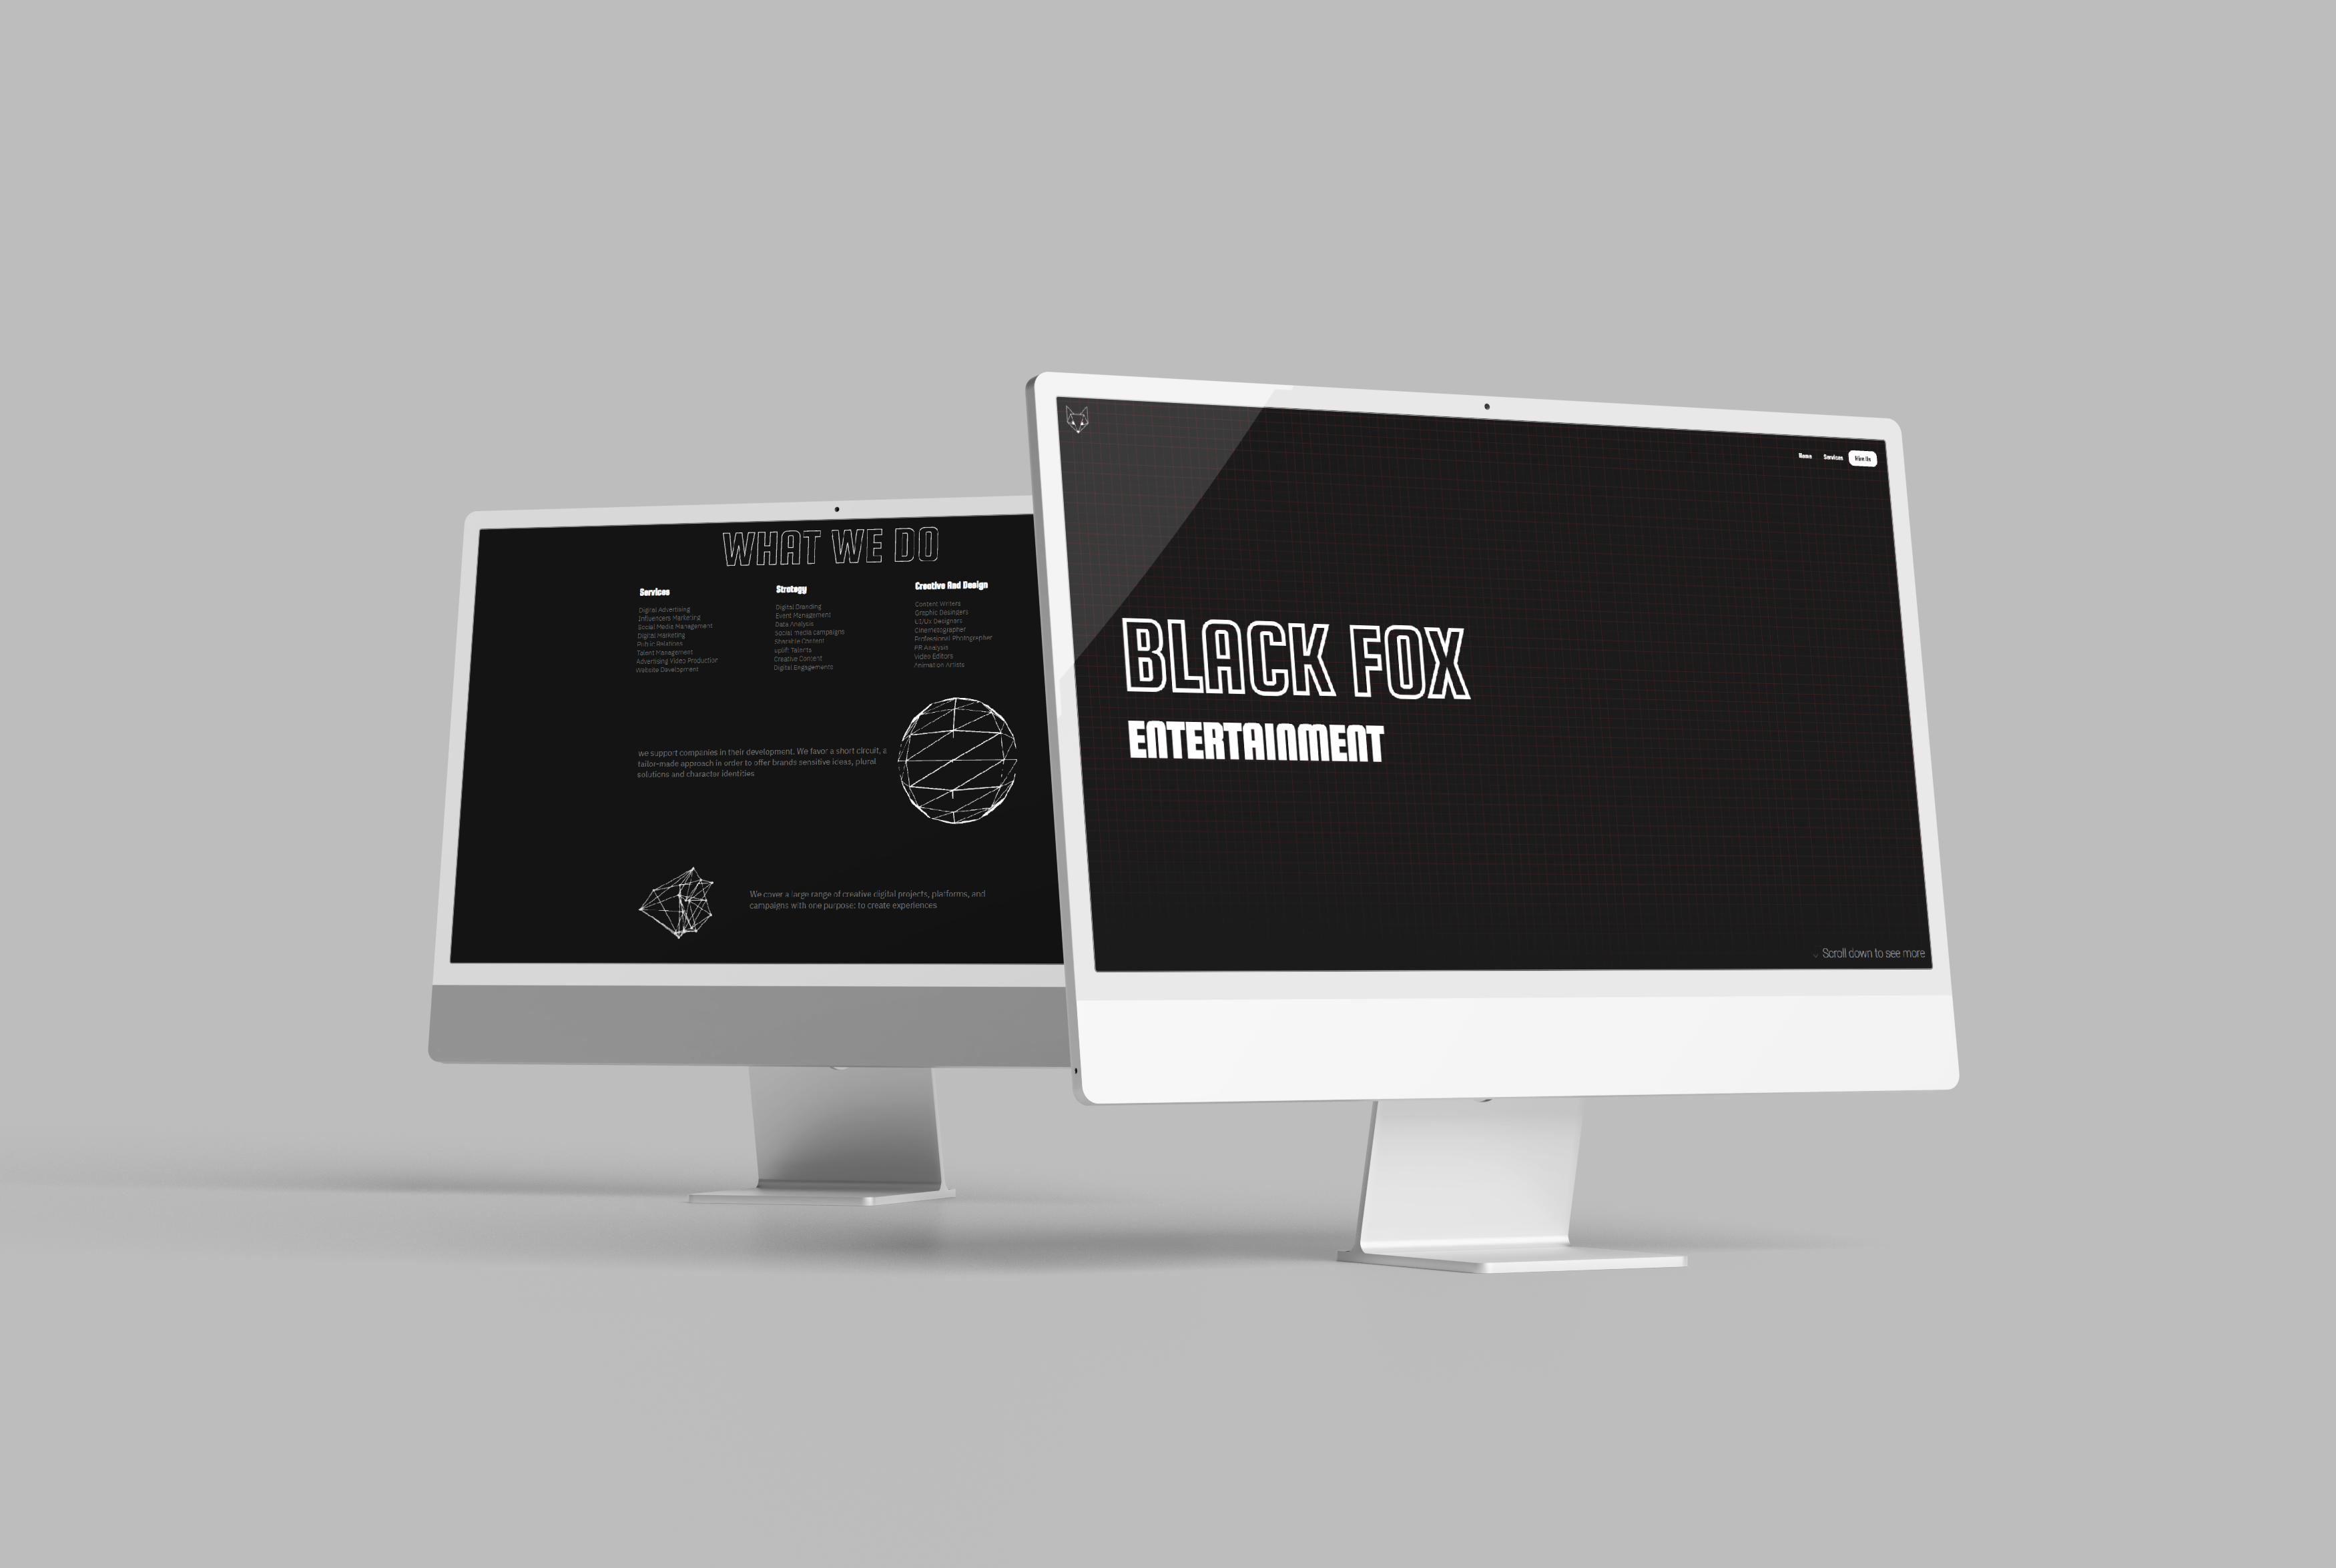 WHAT WE DO
Services
Digital Advertising
Influencers Marketing
Social Media Management
Digital Marketing
Public Relations
Talent Management
Advertising Video Production
Website Development
Strategy
Digital Branding
Event Management
Data Analysis
Social media campaigns
Sharable Content
uplift Talents
Creative Content
Digital Engagements
Creative And Design
Content Writers
Graphic Desingers
UI/Ux Designers
Cinematographer
Professional Photographer
PR Analysis
Video Editors
Animation Artists
we support companies in their development. We favor a short circuit, a
tailor-made approach in order to offer brands sensitive ideas, plural
solutions and character identities
We cover a large range of creative digital projects, platforms, and
campaigns with one purpose: to create experiences
Home Services Hire Us
BLACK FOX
ENTERTAINMENT
Scroll down to see more